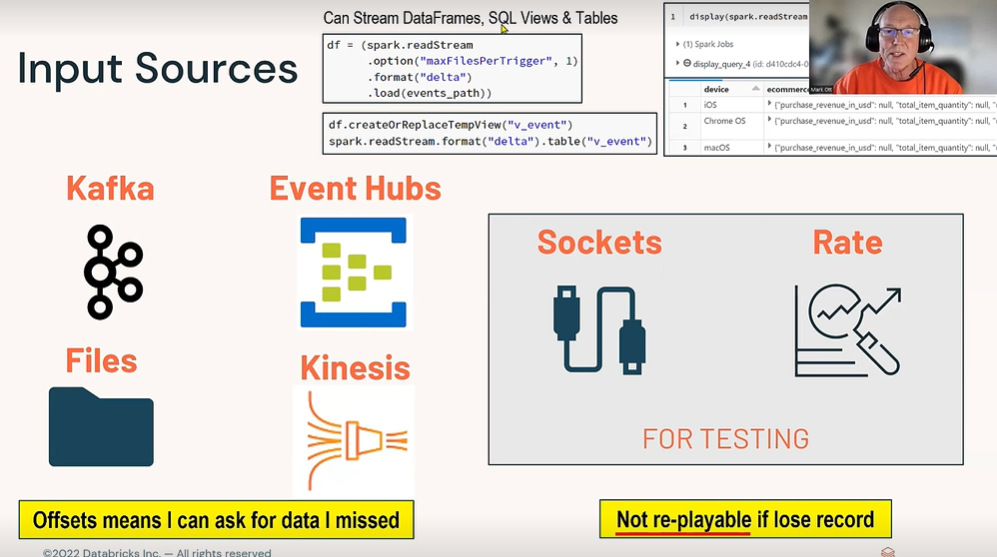 Can Stream DataFrames, SQL Views & Tables
Input Sources
df = (spark.readStream
.option("maxFilesPerTrigger", 1)
.format("delta")
.load(events_path))
df.createOrReplaceTempView("v_event")
spark.readStream.format("delta").table("v_event")
1 display(spark.readStream
(1) Spark Jobs
display_query_4 (id: d410cdc4-0
device ecommerc
1 iOS {"purchase_revenue_in_usd": null, "total_item_quantity": null, "
2 Chrome OS {"purchase_revenue_in_usd": null, "total_item_quantity": null, "
3 macOS {"purchase_revenue_in_usd": null, "total_item_quantity": null, "
Mark Ott
Kafka
Event Hubs
Files
Kinesis
Sockets
Rate
FOR TESTING
Offsets means I can ask for data I missed
Not re-playable if lose record
©2022 Databricks Inc. — All rights reserved